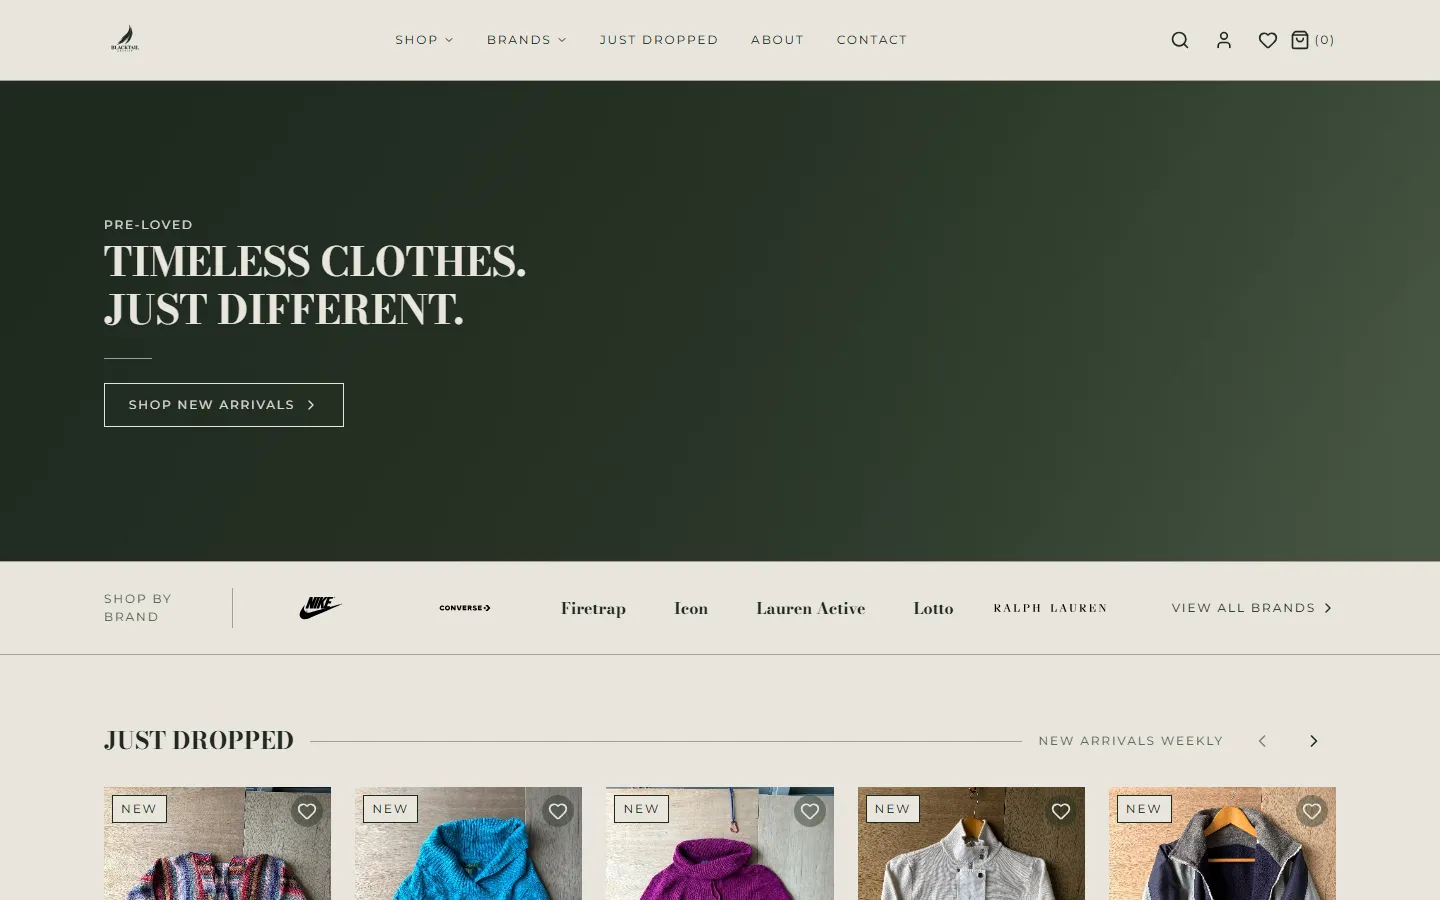 BLACKTAIL
SHOP
BRANDS
JUST DROPPED
ABOUT
CONTACT
(0)
PRE-LOVED
TIMELESS CLOTHES.
JUST DIFFERENT.
SHOP NEW ARRIVALS
SHOP BY
BRAND
NIKE
CONVERSE
Firetrap
Icon
Lauren Active
Lotto
RALPH LAUREN
VIEW ALL BRANDS
JUST DROPPED
NEW ARRIVALS WEEKLY
NEW
NEW
NEW
NEW
NEW